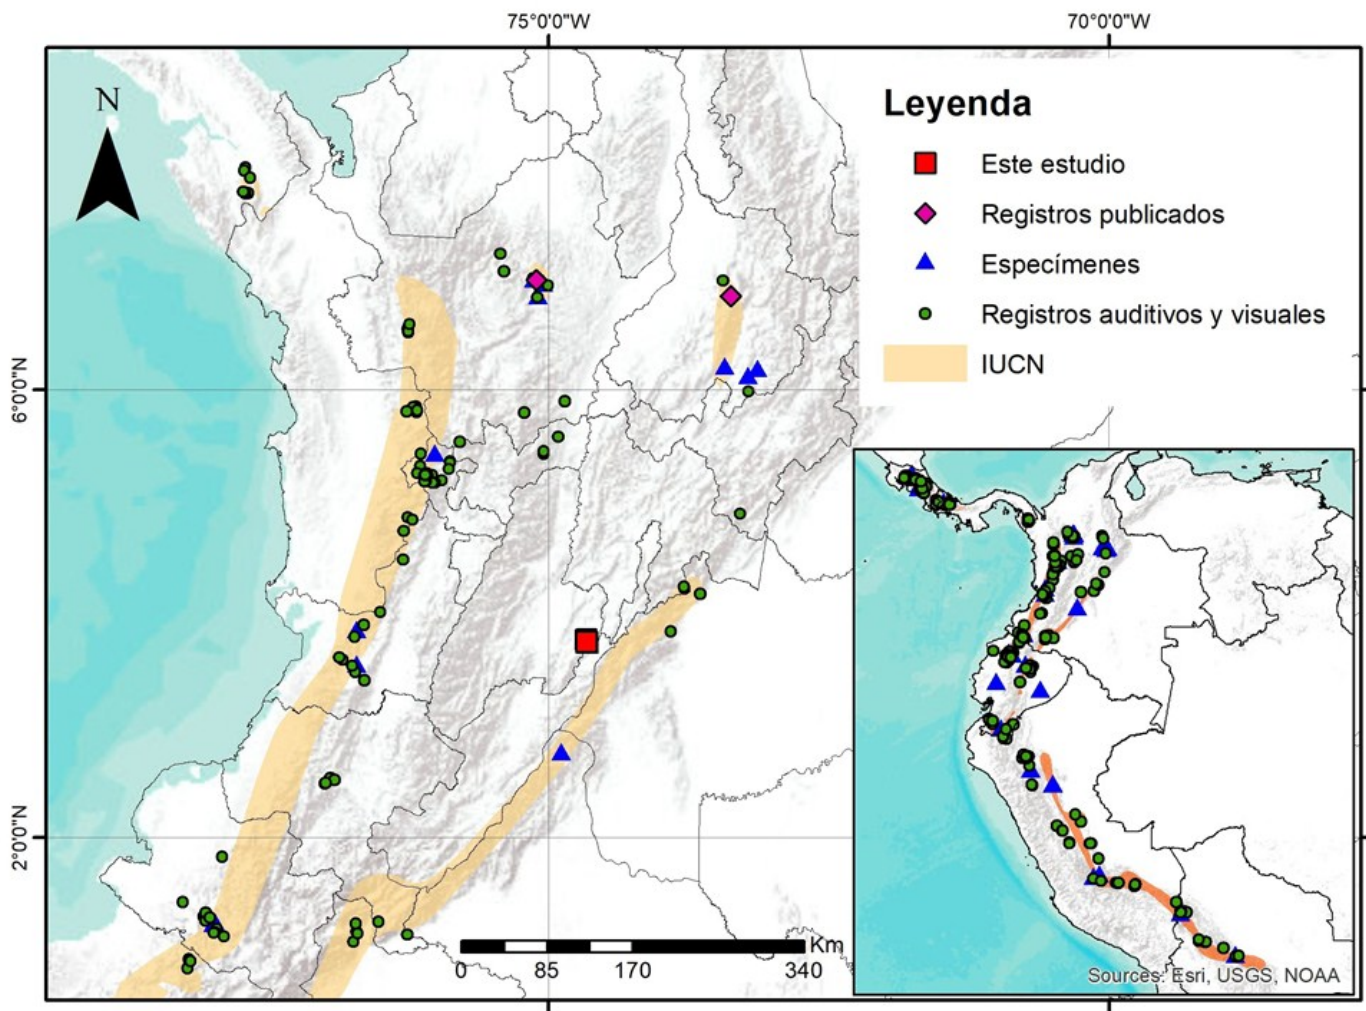 75°0'0"W
70°0'0"W
N
Leyenda
Este estudio
Registros publicados
Especímenes
Registros auditivos y visuales
IUCN
6°0'0"N
2°0'0"N
Km
0 85 170 340
Sources: Esri, USGS, NOAA